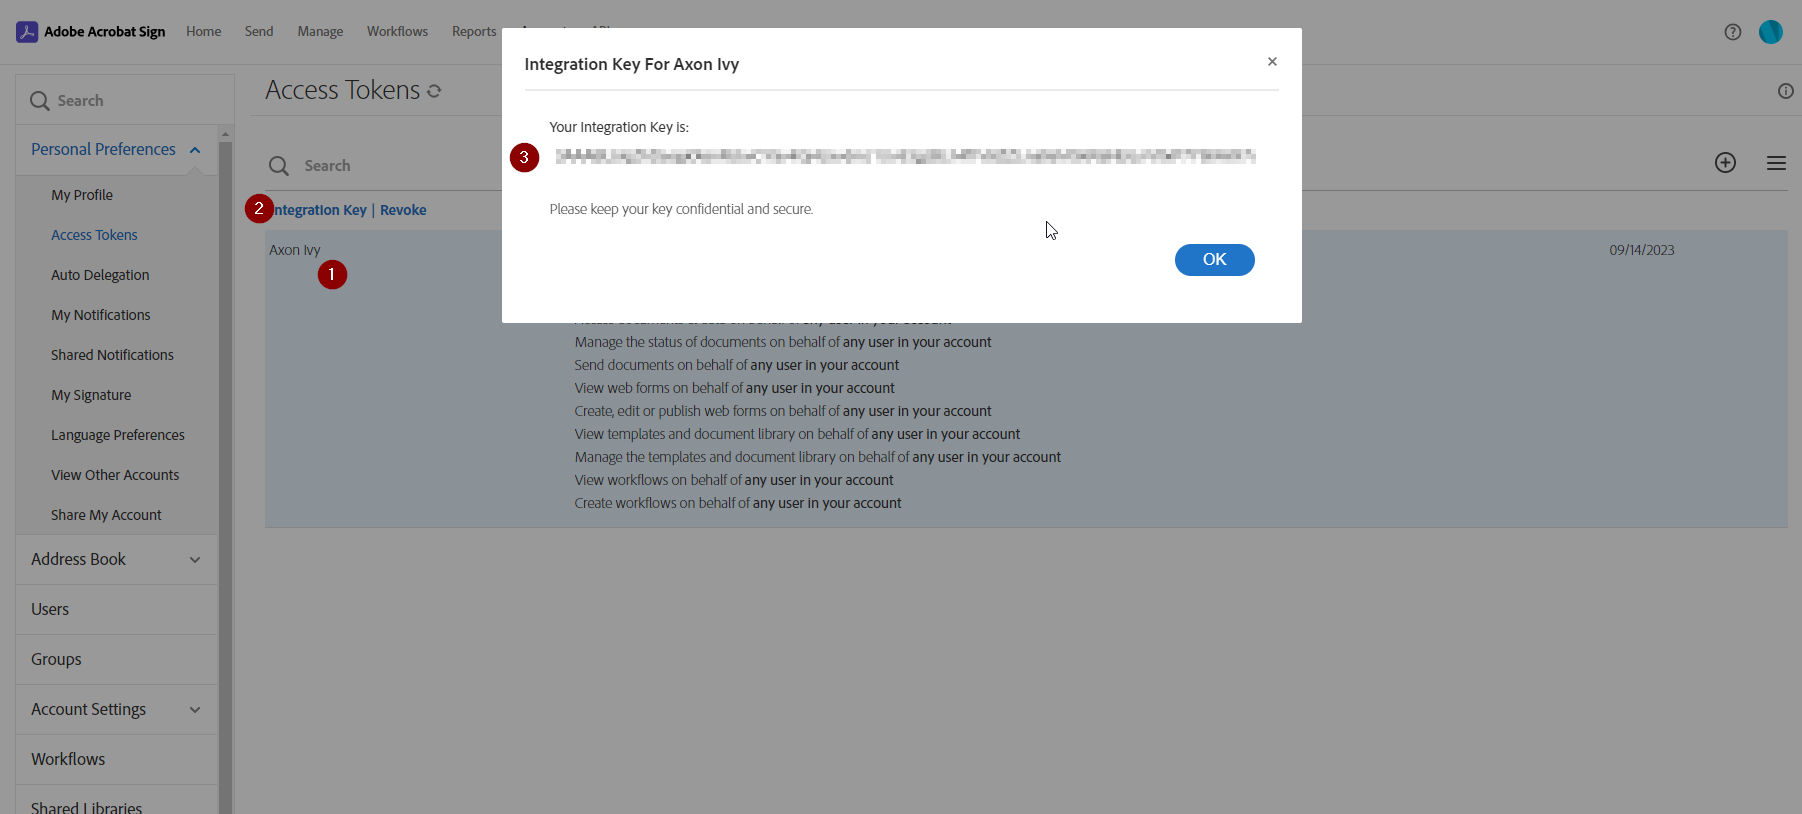 Adobe Acrobat Sign Home Send Manage Workflows Reports
Integration Key For Axon Ivy ×
Access Tokens
Search
Your Integration Key is:
3
Personal Preferences
Search
My Profile
2 Integration Key | Revoke
Please keep your key confidential and secure.
Access Tokens
Axon Ivy 09/14/2023
OK
1
Auto Delegation
My Notifications
any user in your account
Manage the status of documents on behalf of any user in your account
Shared Notifications
Send documents on behalf of any user in your account
View web forms on behalf of any user in your account
My Signature
Create, edit or publish web forms on behalf of any user in your account
Language Preferences
View templates and document library on behalf of any user in your account
Manage the templates and document library on behalf of any user in your account
View Other Accounts
View workflows on behalf of any user in your account
Create workflows on behalf of any user in your account
Share My Account
Address Book
Users
Groups
Account Settings
Workflows
Shared Libraries